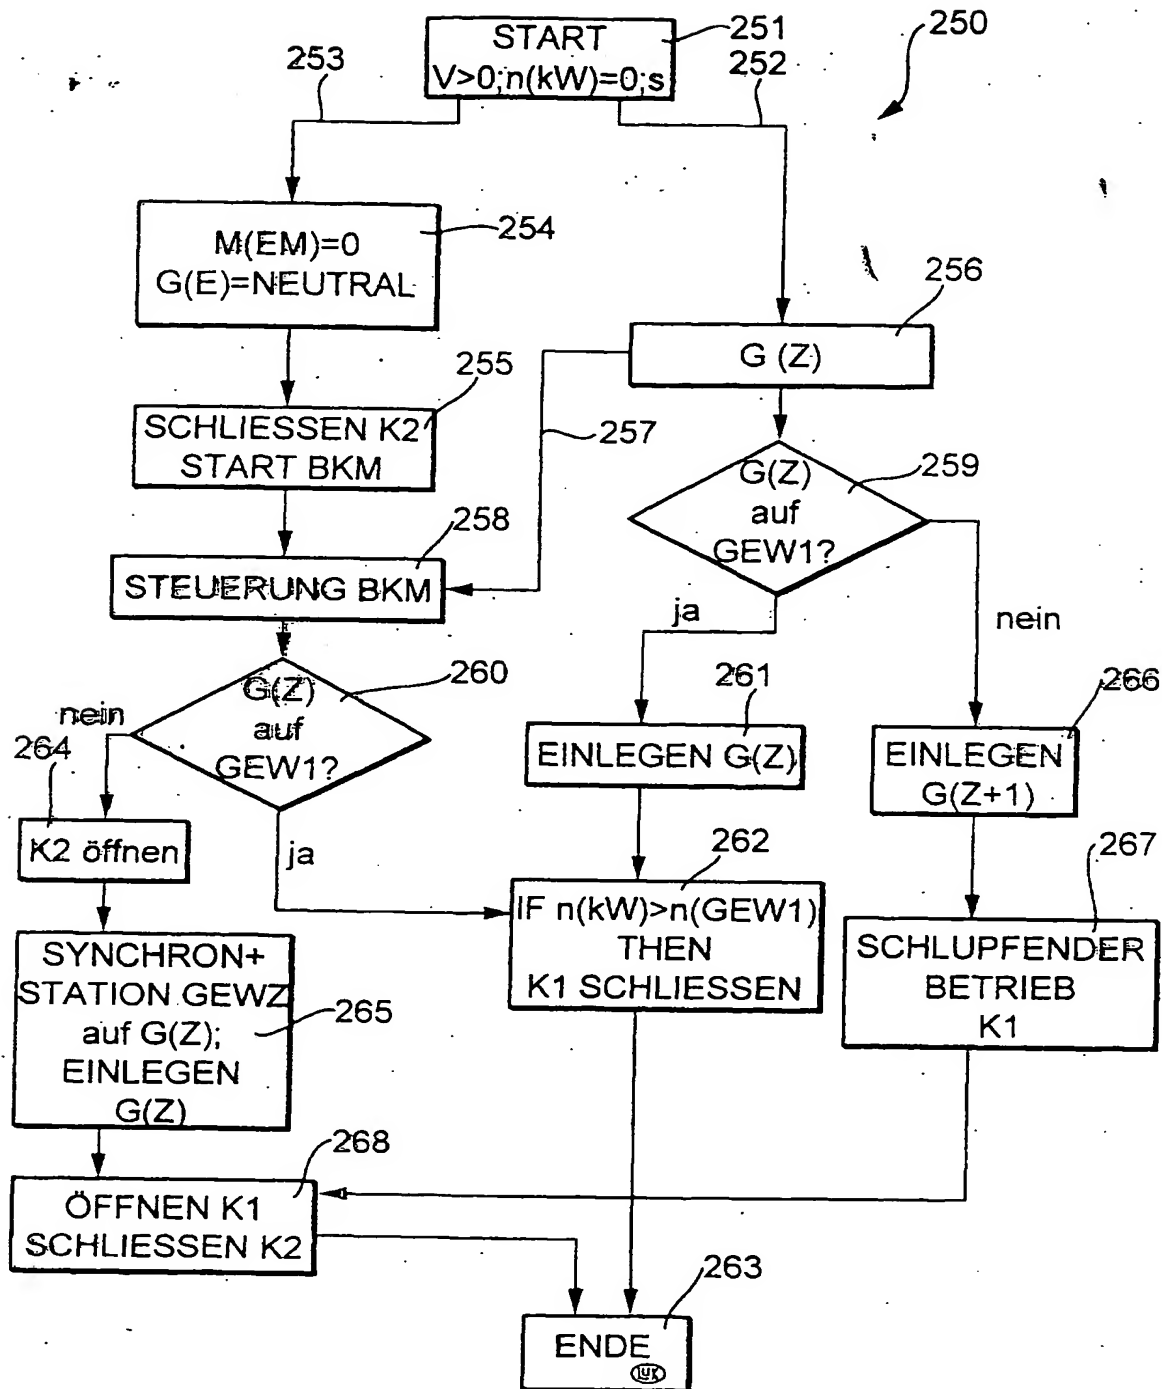 251
START
V>0;n(kW)=0;s
250
253
252
M(EM)=0
G(E)=NEUTRAL
254
256
G (Z)
255
SCHLIESSEN K2
START BKM
257
G(Z)
auf
GEW1?
259
258
STEUERUNG BKM
ja
nein
G(Z)
auf
GEW1?
260
nein
261
266
264
EINLEGEN G(Z)
EINLEGEN
G(Z+1)
K2 öffnen
ja
262
267
IF n(kW)>n(GEW1)
THEN
K1 SCHLIESSEN
SCHLUPFENDER
BETRIEB
K1
SYNCHRON+
STATION GEWZ
auf G(Z);
EINLEGEN
G(Z)
265
268
ÖFFNEN K1
SCHLIESSEN K2
263
ENDE
LuK